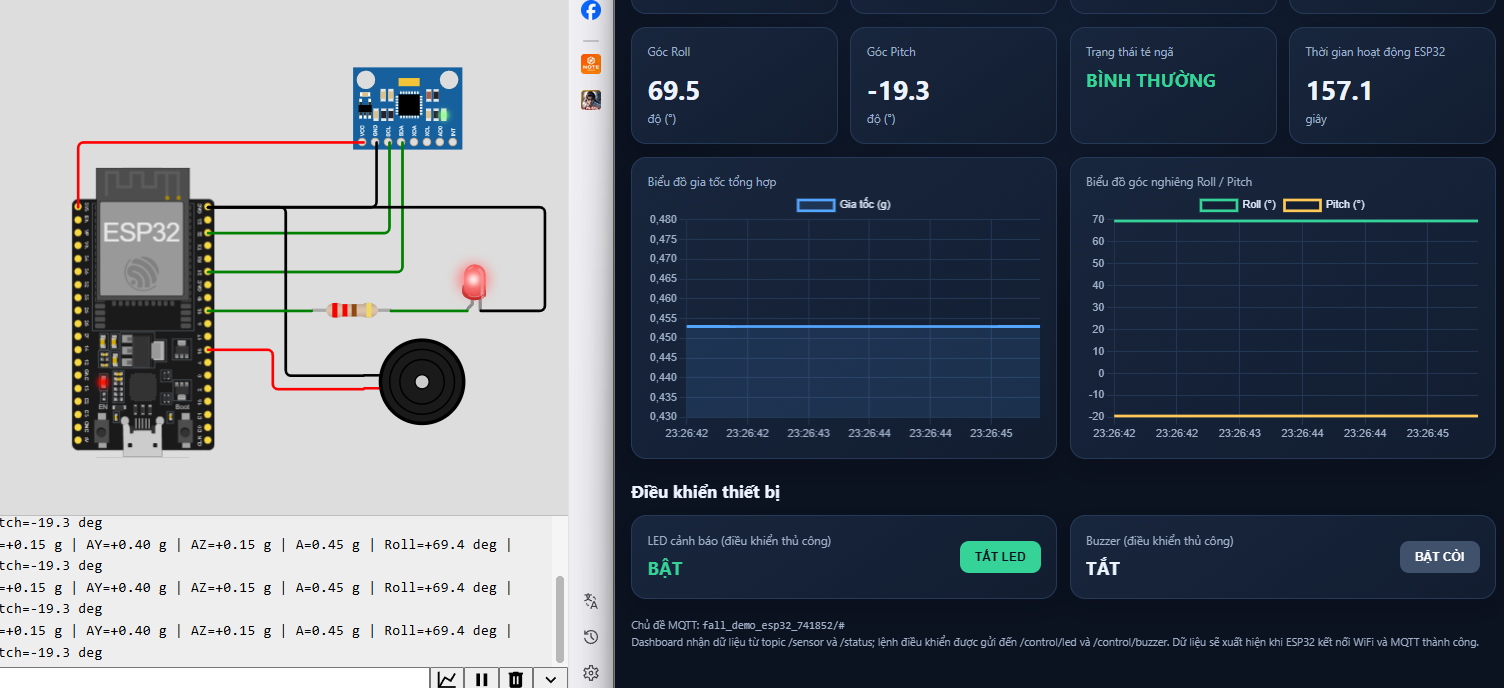 VCC GND SCL SDA XDA XCL AD0 INT
ESP32
EN
Boot
tch=-19.3 deg
=+0.15 g | AY=+0.40 g | AZ=+0.15 g | A=0.45 g | Roll=+69.4 deg |
tch=-19.3 deg
=+0.15 g | AY=+0.40 g | AZ=+0.15 g | A=0.45 g | Roll=+69.4 deg |
tch=-19.3 deg
=+0.15 g | AY=+0.40 g | AZ=+0.15 g | A=0.45 g | Roll=+69.4 deg |
tch=-19.3 deg
NOTE
Góc Roll
69.5
độ (°)
Góc Pitch
-19.3
độ (°)
Trạng thái té ngã
BÌNH THƯỜNG
Thời gian hoạt động ESP32
157.1
giây
Biểu đồ gia tốc tổng hợp
Gia tốc (g)
0,480
0,475
0,470
0,465
0,460
0,455
0,450
0,445
0,440
0,435
0,430
23:26:42 23:26:42 23:26:43 23:26:44 23:26:44 23:26:45
Biểu đồ góc nghiêng Roll / Pitch
Roll (°) Pitch (°)
70
60
50
40
30
20
10
0
-10
-20
23:26:42 23:26:42 23:26:43 23:26:44 23:26:44 23:26:45
Điều khiển thiết bị
LED cảnh báo (điều khiển thủ công)
BẬT
TẮT LED
Buzzer (điều khiển thủ công)
TẮT
BẬT CÒI
Chủ đề MQTT: fall_demo_esp32_741852/#
Dashboard nhận dữ liệu từ topic /sensor và /status; lệnh điều khiển được gửi đến /control/led và /control/buzzer. Dữ liệu sẽ xuất hiện khi ESP32 kết nối WiFi và MQTT thành công.